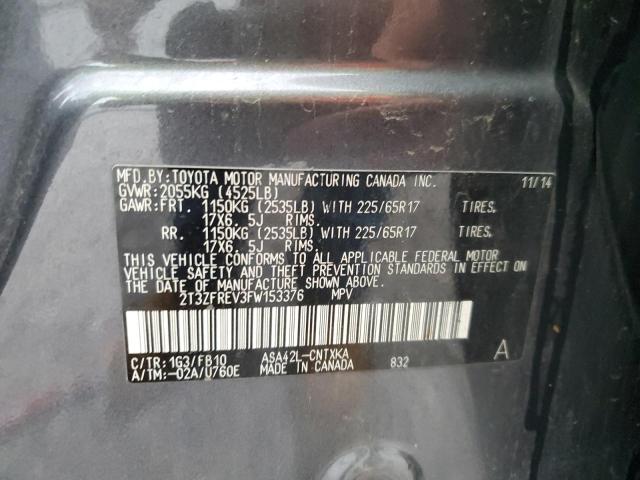 MFD.BY:TOYOTA MOTOR MANUFACTURING CANADA INC. 11/14
GVWR:2055KG (4525LB)
GAWR:FRT. 1150KG (2535LB) WITH 225/65R17 TIRES.
17X6.5J RIMS.
RR. 1150KG (2535LB) WITH 225/65R17 TIRES.
17X6.5J RIMS.
THIS VEHICLE CONFORMS TO ALL APPLICABLE FEDERAL MOTOR
VEHICLE SAFETY AND THEFT PREVENTION STANDARDS IN EFFECT ON
THE DATE OF MANUFACTURE SHOWN ABOVE.
2T3ZFREV3FW153376 MPV
C/TR:1G3/FB10 ASA42L-CNTXKA A
A/TM:-02A/U760E MADE IN CANADA 832